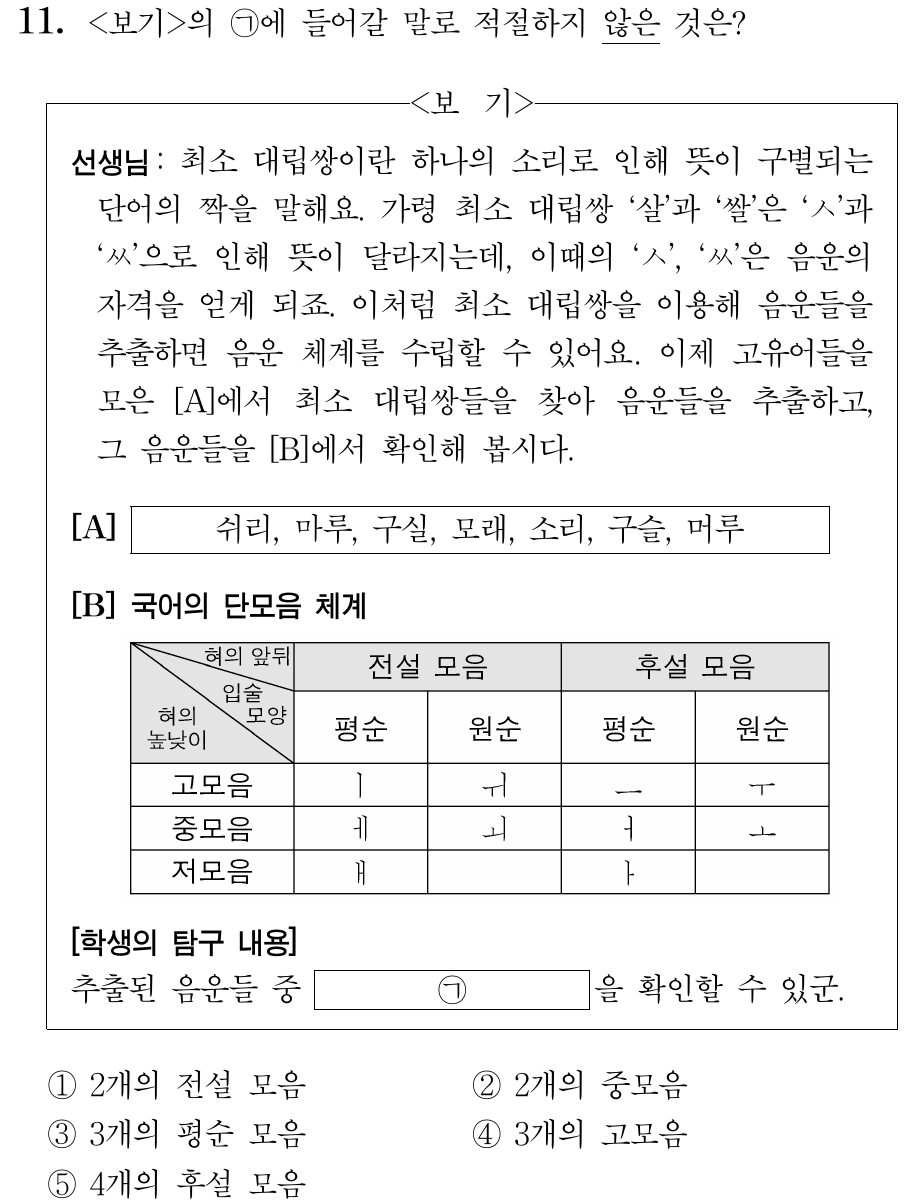 11. <보기>의 ㉠에 들어갈 말로 적절하지 않은 것은?
<보 기>
선생님 : 최소 대립쌍이란 하나의 소리로 인해 뜻이 구별되는
단어의 짝을 말해요. 가령 최소 대립쌍 ‘살’과 ‘쌀’은 ‘ㅅ’과
‘ㅆ’으로 인해 뜻이 달라지는데, 이때의 ‘ㅅ’, ‘ㅆ’은 음운의
자격을 얻게 되죠. 이처럼 최소 대립쌍을 이용해 음운들을
추출하면 음운 체계를 수립할 수 있어요. 이제 고유어들을
모은 [A]에서 최소 대립쌍들을 찾아 음운들을 추출하고,
그 음운들을 [B]에서 확인해 봅시다.
[A] 쉬리, 마루, 구실, 모래, 소리, 구슬, 머루
[B] 국어의 단모음 체계
혀의 앞뒤
입술
모양
혀의
높낮이
전설 모음 후설 모음
평순 원순 평순 원순
고모음 ㅣ ㅟ ㅡ ㅜ
중모음 ㅔ ㅚ ㅓ ㅗ
저모음 ㅐ ㅏ
[학생의 탐구 내용]
추출된 음운들 중 ㉠ 을 확인할 수 있군.
① 2개의 전설 모음 ② 2개의 중모음
③ 3개의 평순 모음 ④ 3개의 고모음
⑤ 4개의 후설 모음